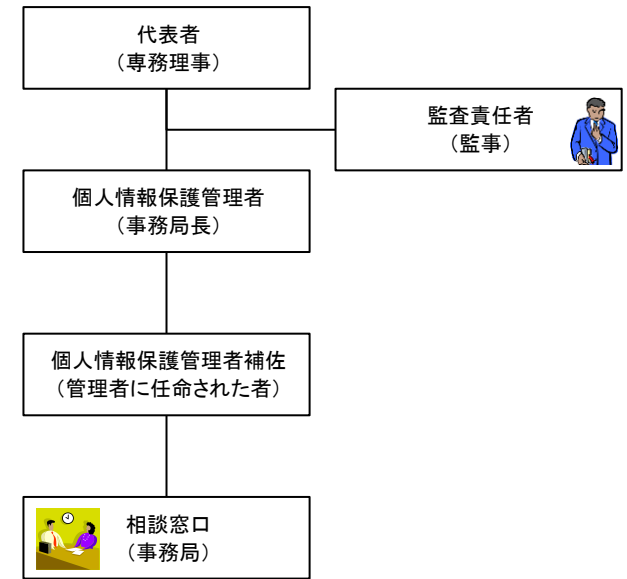 代表者
（専務理事）
監査責任者
（監事）
個人情報保護管理者
（事務局長）
個人情報保護管理者補佐
（管理者に任命された者）
相談窓口
（事務局）